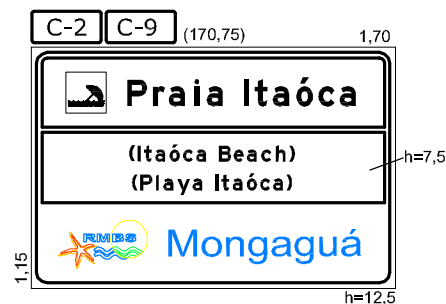 C-2 C-9 (170,75) 1,70
Praia Itaóca
(Itaóca Beach)
(Playa Itaóca)
h=7,5
RMBS Mongaguá
1,15
h=12,5